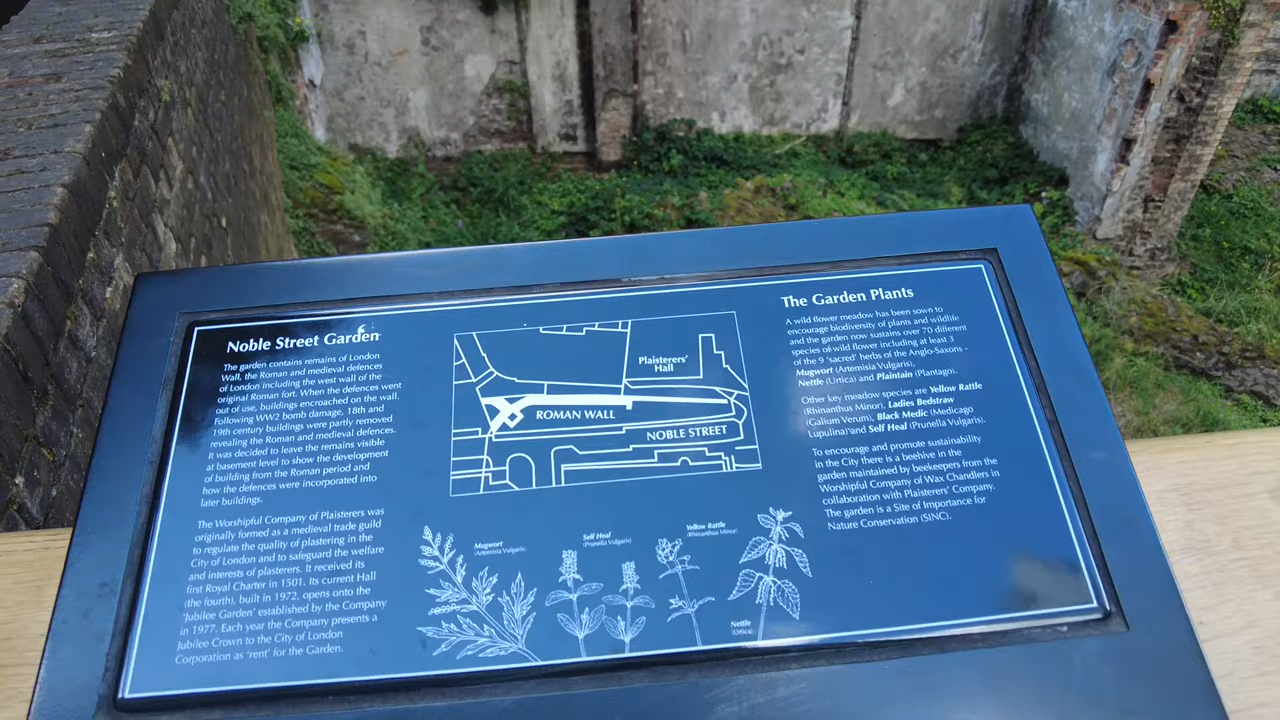 Noble Street Garden
The garden contains remains of London
Wall, the Roman and medieval defences
of London including the west wall of the
original Roman fort. When the defences went
out of use, buildings encroached on the wall.
Following WW2 bomb damage, 18th and
19th century buildings were partly removed
revealing the Roman and medieval defences.
It was decided to leave the remains visible
at basement level to show the development
of building from the Roman period and
how the defences were incorporated into
later buildings.
The Worshipful Company of Plaisterers was
originally formed as a medieval trade guild
to regulate the quality of plastering in the
City of London and to safeguard the welfare
and interests of plasterers. It received its
first Royal Charter in 1501. Its current Hall
(the fourth), built in 1972, opens onto the
'Jubilee Garden' established by the Company
in 1977. Each year the Company presents a
Jubilee Crown to the City of London
Corporation as 'rent' for the Garden.
Plaisterers'
Hall
ROMAN WALL
NOBLE STREET
Mugwort
(Artemisia Vulgaris)
Self Heal
(Prunella Vulgaris)
Yellow Rattle
(Rhinanthus Minor)
Nettle
(Urtica)
The Garden Plants
A wild flower meadow has been sown to
encourage biodiversity of plants and wildlife
and the garden now sustains over 70 different
species of wild flower including at least 3
of the 9 'sacred' herbs of the Anglo-Saxons -
Mugwort (Artemisia Vulgaris),
Nettle (Urtica) and Plaintain (Plantago).
Other key meadow species are Yellow Rattle
(Rhinanthus Minor), Ladies Bedstraw
(Galium Verum), Black Medic (Medicago
Lupulina) and Self Heal (Prunella Vulgaris).
To encourage and promote sustainability
in the City there is a beehive in the
garden maintained by beekeepers from the
Worshipful Company of Wax Chandlers in
collaboration with Plaisterers' Company.
The garden is a Site of Importance for
Nature Conservation (SINC).